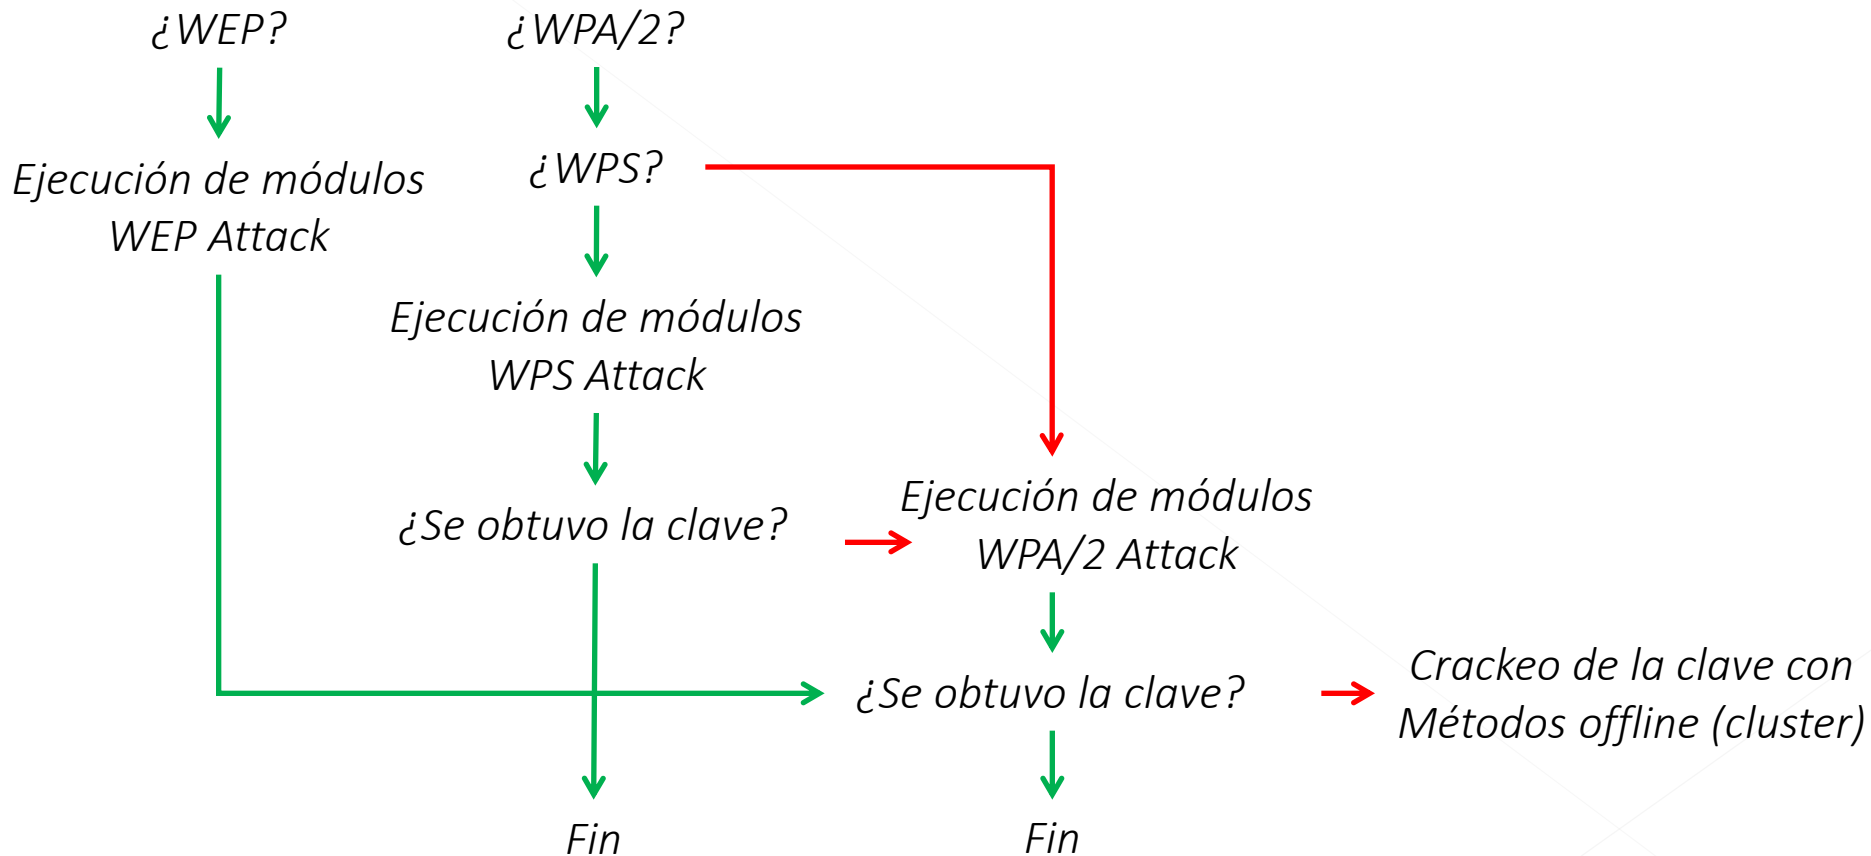 ¿WEP?
¿WPA/2?
¿WPS?
Ejecución de módulos
WEP Attack
Ejecución de módulos
WPS Attack
¿Se obtuvo la clave?
Ejecución de módulos
WPA/2 Attack
¿Se obtuvo la clave?
Crackeo de la clave con
Métodos offline (cluster)
Fin
Fin